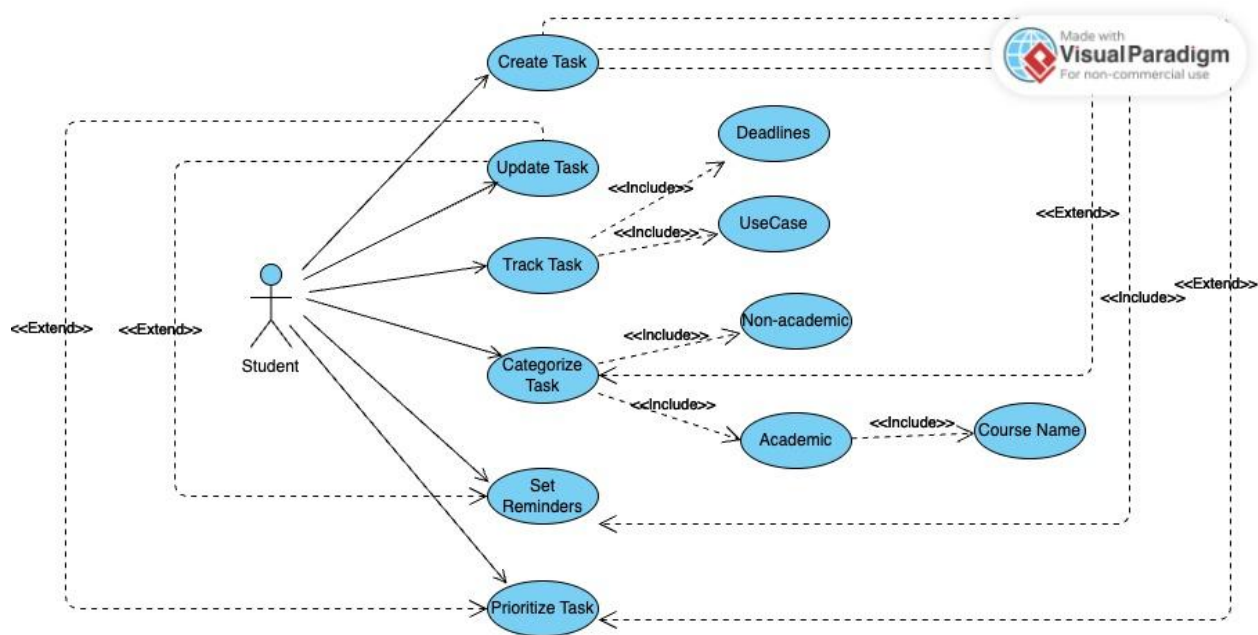 Made with
Visual Paradigm
For non-commercial use
Create Task
Deadlines
Update Task
<<Include>>
UseCase
<<Extend>>
<<Include>>
Track Task
<<Extend>>
<<Include>>
<<Extend>>
<<Extend>>
Non-academic
<<Include>>
Student
Categorize
Task
<<Include>>
Academic
<<Include>>
Course Name
Set
Reminders
Prioritize Task